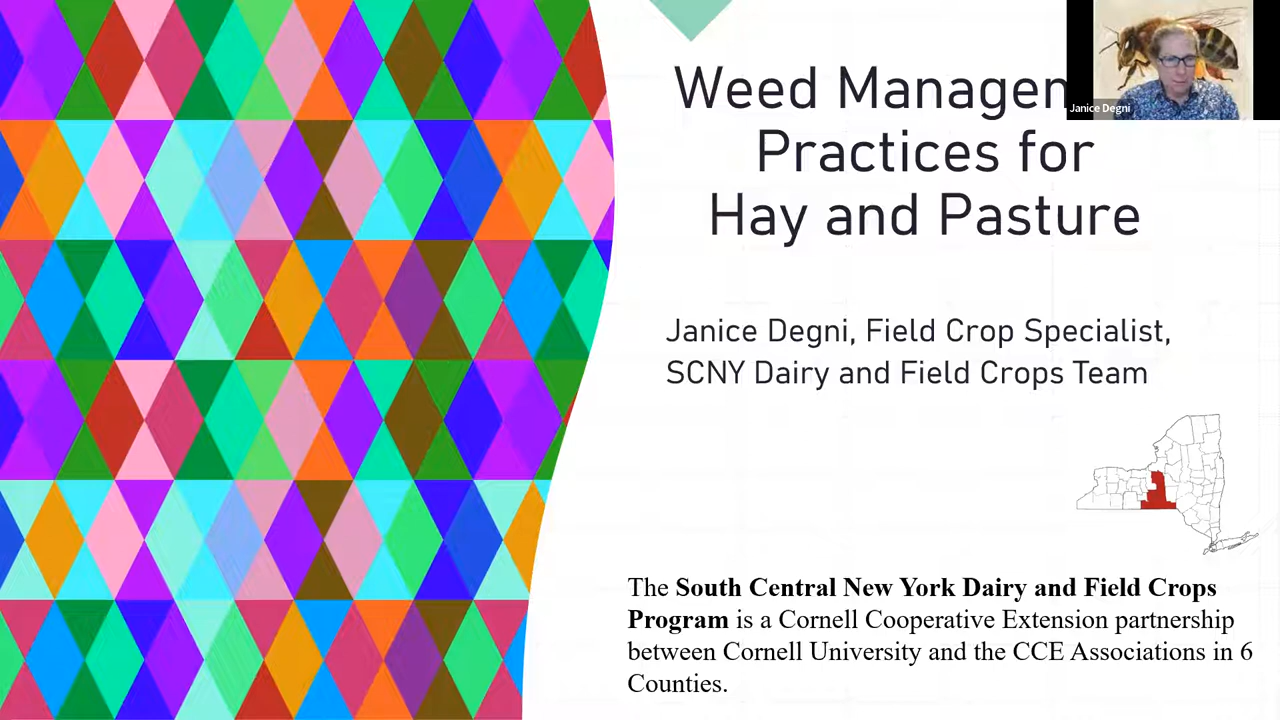 Weed Managem
Practices for
Hay and Pasture
Janice Degni
Janice Degni, Field Crop Specialist,
SCNY Dairy and Field Crops Team
The South Central New York Dairy and Field Crops
Program is a Cornell Cooperative Extension partnership
between Cornell University and the CCE Associations in 6
Counties.